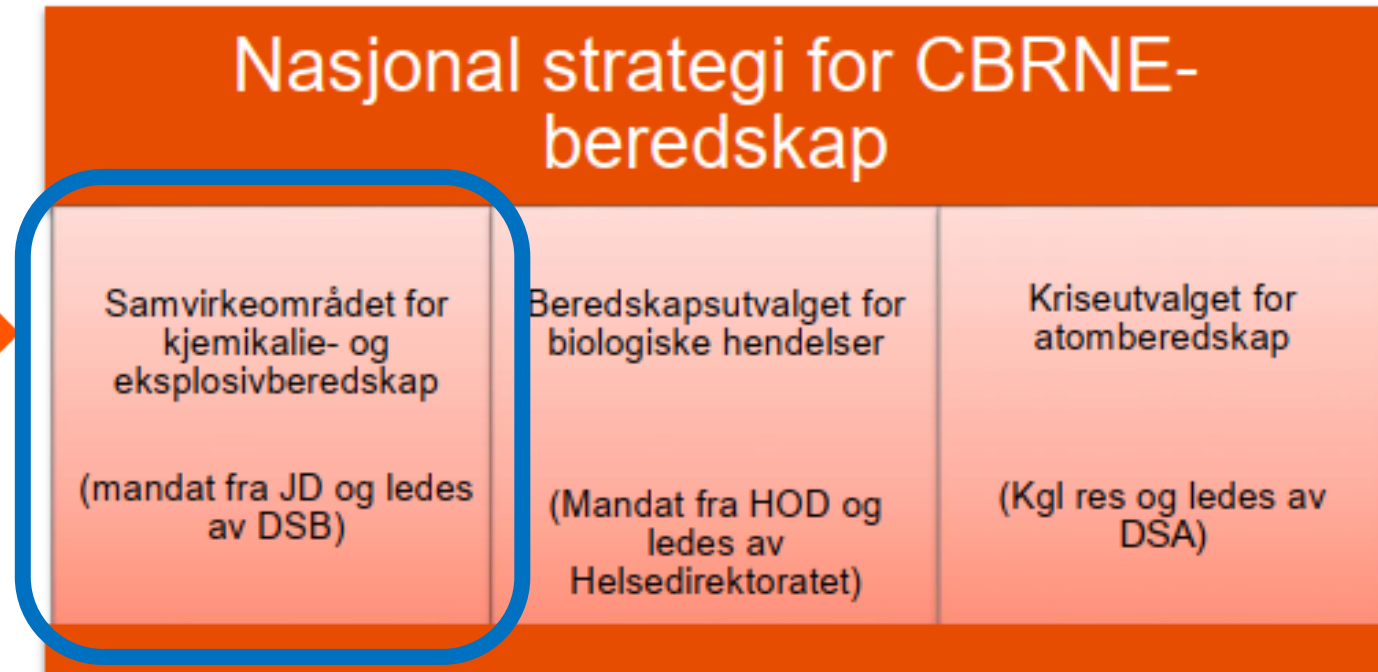 Nasjonal strategi for CBRNE-
beredskap
Samvirkeområdet for
kjemikalie- og
eksplosivberedskap
(mandat fra JD og ledes
av DSB)
Beredskapsutvalget for
biologiske hendelser
(Mandat fra HOD og
ledes av
Helsedirektoratet)
Kriseutvalget for
atomberedskap
(Kgl res og ledes av
DSA)